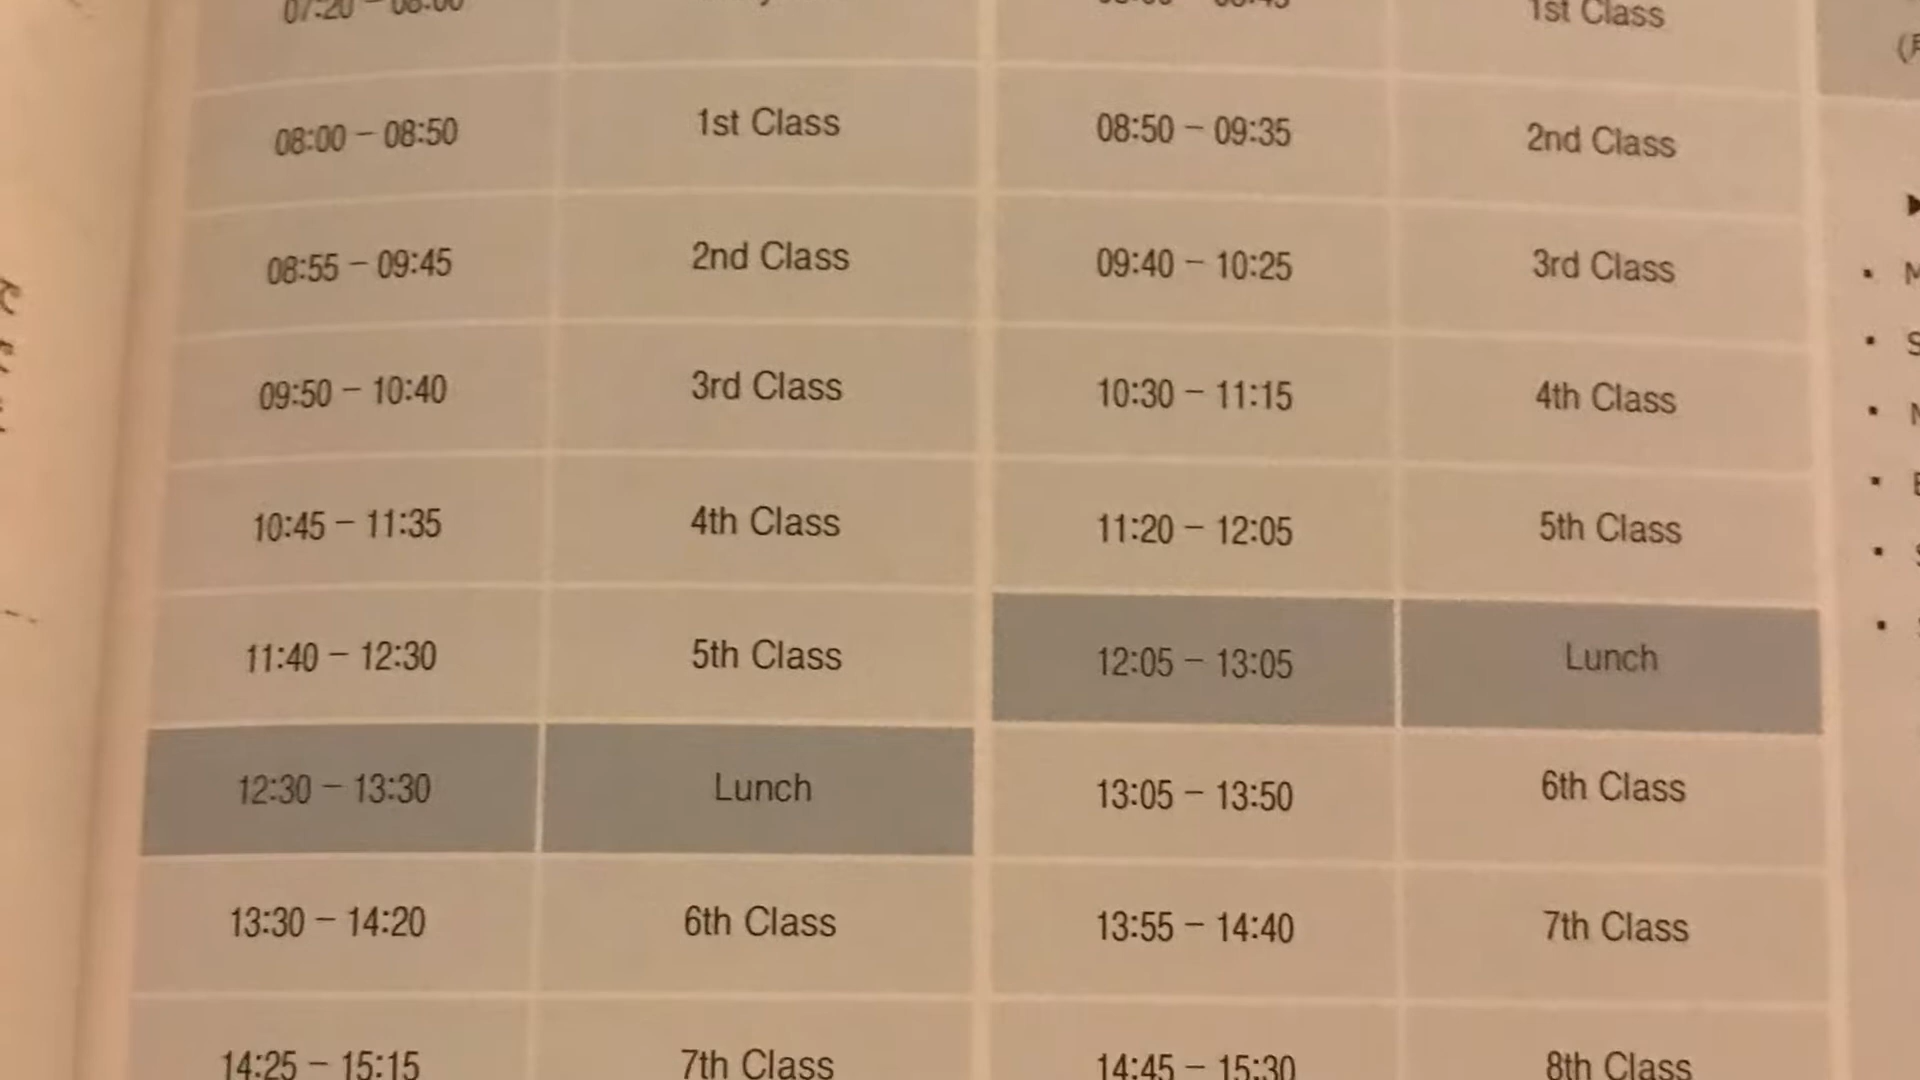 07:20 – 08:00 1st Class
08:00 – 08:50 1st Class 08:50 – 09:35 2nd Class
08:55 – 09:45 2nd Class 09:40 – 10:25 3rd Class
09:50 – 10:40 3rd Class 10:30 – 11:15 4th Class
10:45 – 11:35 4th Class 11:20 – 12:05 5th Class
11:40 – 12:30 5th Class 12:05 – 13:05 Lunch
12:30 – 13:30 Lunch 13:05 – 13:50 6th Class
13:30 – 14:20 6th Class 13:55 – 14:40 7th Class
14:25 – 15:15 7th Class 14:45 – 15:30 8th Class